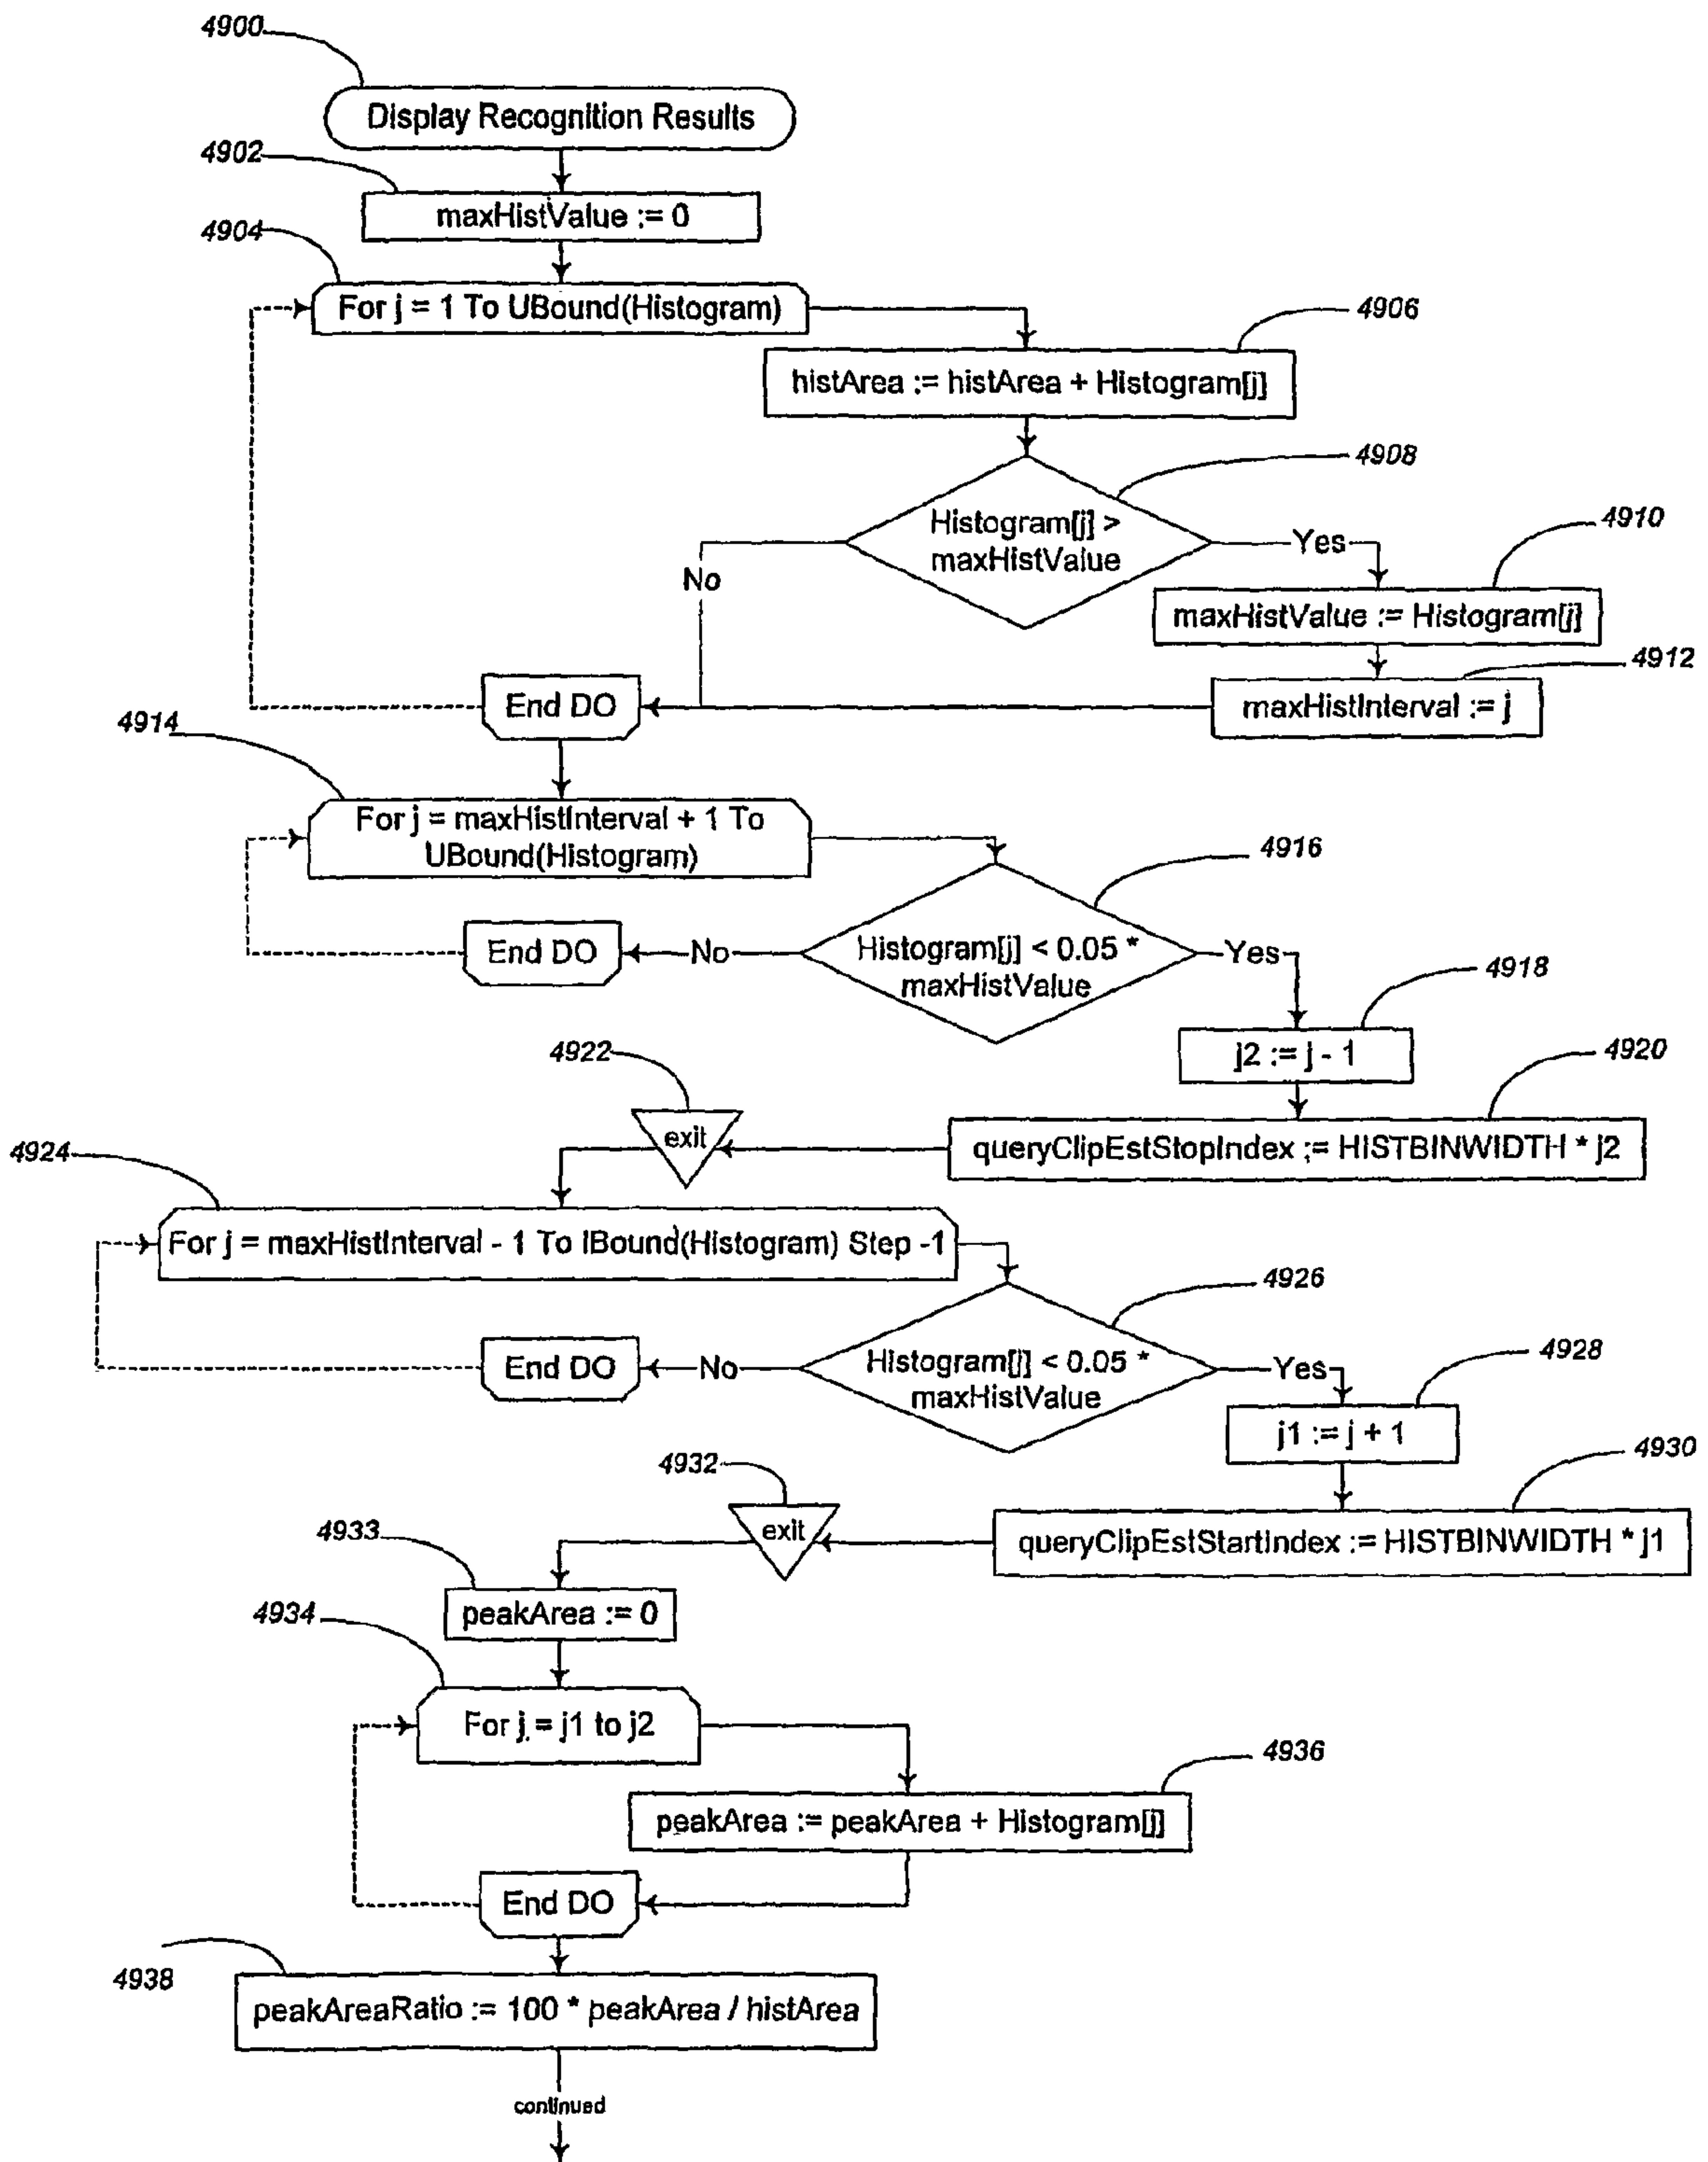 4900
Display Recognition Results
4902
maxHistValue := 0
4904
For j = 1 To UBound(Histogram)
4906
histArea := histArea + Histogram[j]
4908
Histogram[j] >
maxHistValue
Yes
4910
No
maxHistValue := Histogram[j]
4912
End DO
maxHistInterval := j
4914
For j = maxHistInterval + 1 To
UBound(Histogram)
4916
End DO
No
Histogram[j] < 0.05 *
maxHistValue
Yes
4918
j2 := j - 1
4920
4922
exit
queryClipEstStopIndex := HISTBINWIDTH * j2
4924
For j = maxHistInterval - 1 To lBound(Histogram) Step -1
4926
End DO
No
Histogram[j] < 0.05 *
maxHistValue
Yes
4928
j1 := j + 1
4930
4932
exit
queryClipEstStartIndex := HISTBINWIDTH * j1
4933
peakArea := 0
4934
For j = j1 to j2
4936
peakArea := peakArea + Histogram[j]
End DO
4938
peakAreaRatio := 100 * peakArea / histArea
continued